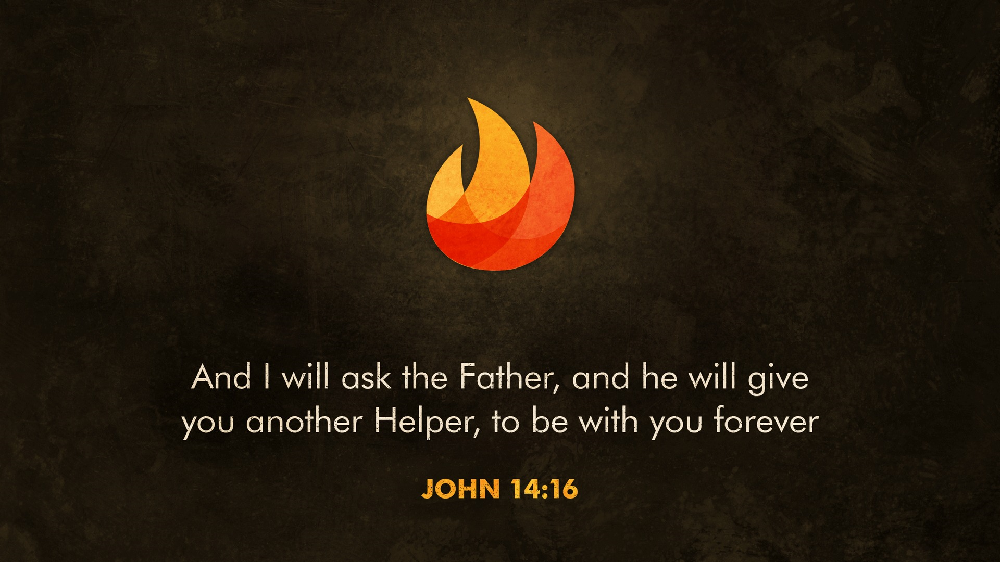 And I will ask the Father, and he will give
you another Helper, to be with you forever
JOHN 14:16